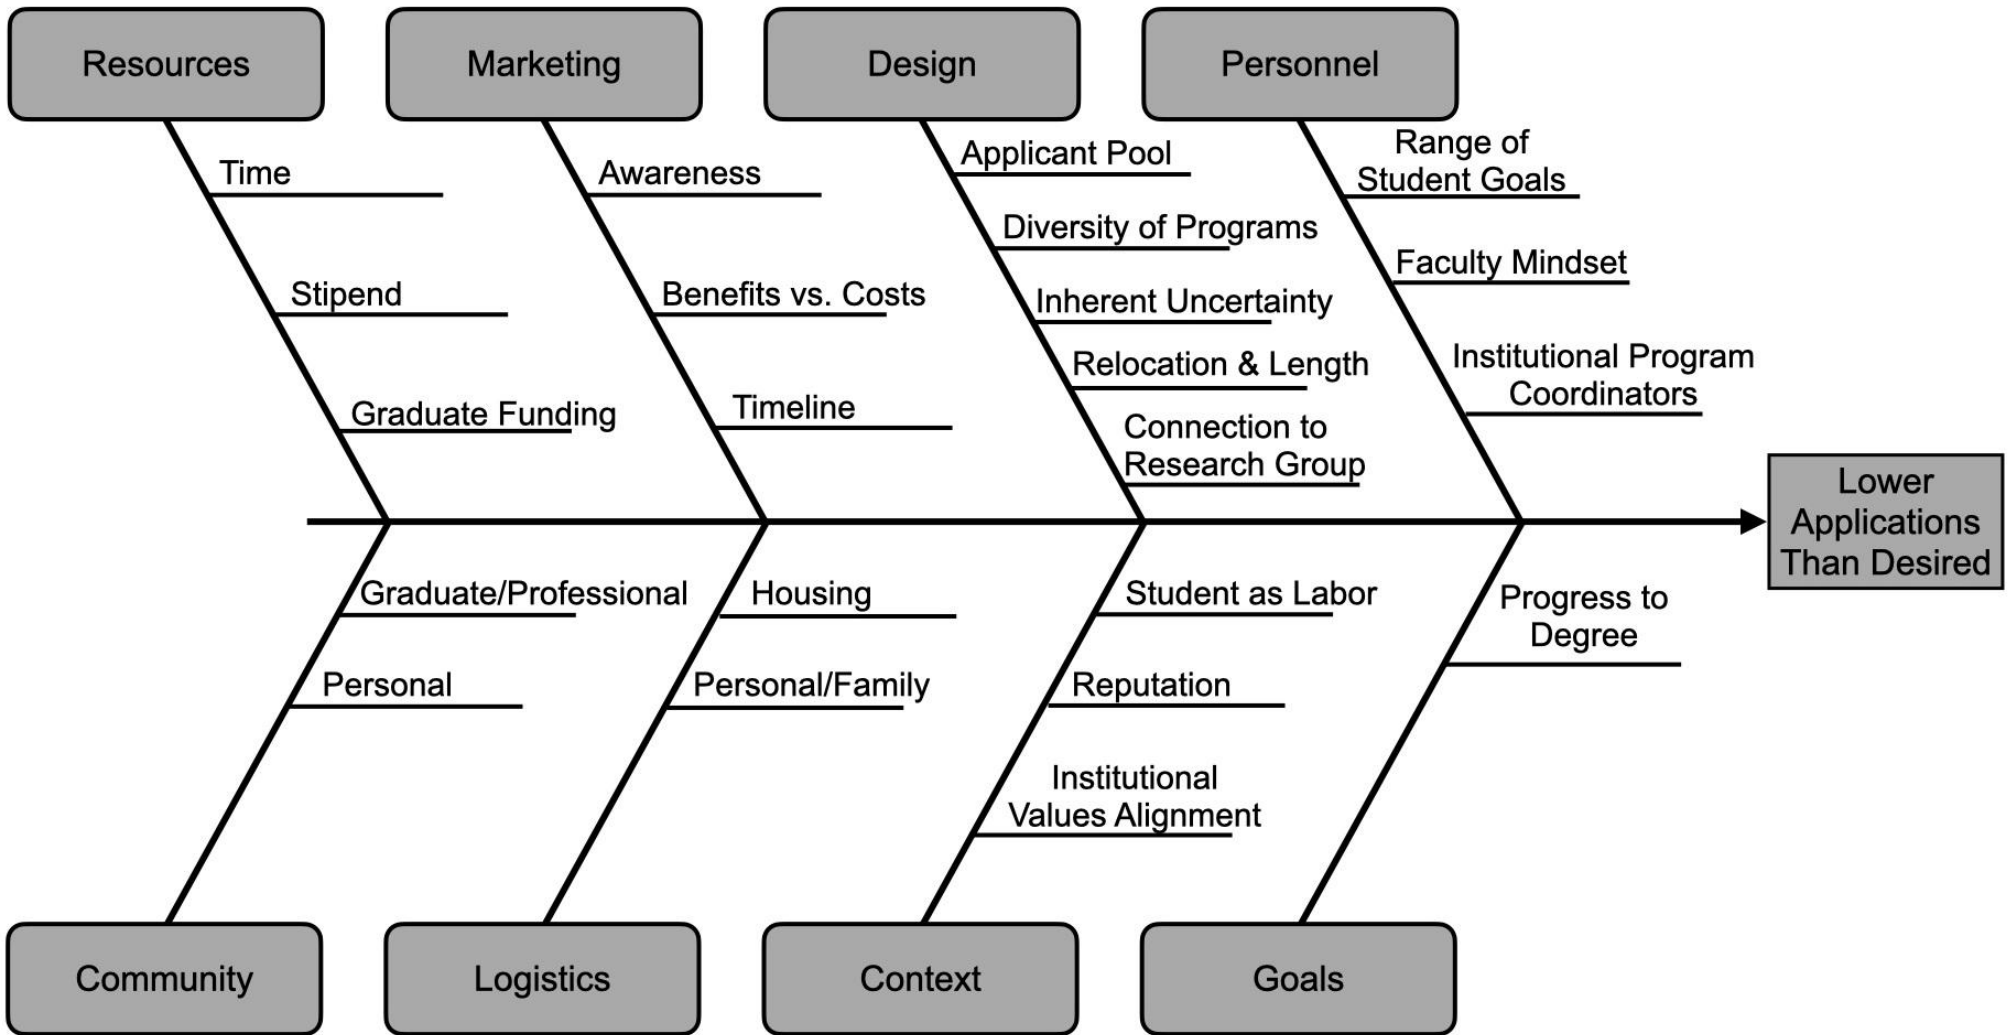 Resources
Marketing
Design
Personnel
Time
Stipend
Graduate Funding
Awareness
Benefits vs. Costs
Timeline
Applicant Pool
Diversity of Programs
Inherent Uncertainty
Relocation & Length
Connection to
Research Group
Range of
Student Goals
Faculty Mindset
Institutional Program
Coordinators
Lower
Applications
Than Desired
Graduate/Professional
Personal
Housing
Personal/Family
Student as Labor
Reputation
Institutional
Values Alignment
Progress to
Degree
Community
Logistics
Context
Goals